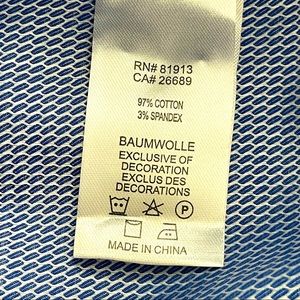 RN# 81913
CA# 26689
97% COTTON
3% SPANDEX
BAUMWOLLE
EXCLUSIVE OF
DECORATION
EXCLUS DES
DECORATIONS
P
MADE IN CHINA